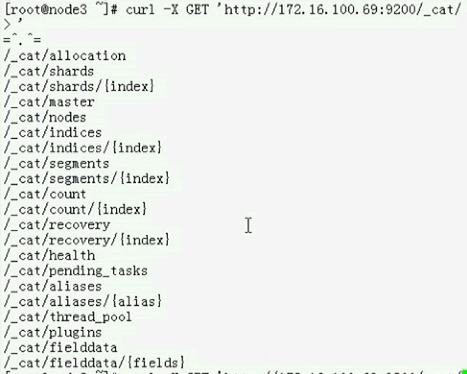 [root@node3 ~]# curl -X GET 'http://172.16.100.69:9200/_cat/
> '
=^.^=
/_cat/allocation
/_cat/shards
/_cat/shards/{index}
/_cat/master
/_cat/nodes
/_cat/indices
/_cat/indices/{index}
/_cat/segments
/_cat/segments/{index}
/_cat/count
/_cat/count/{index}
/_cat/recovery
/_cat/recovery/{index}
/_cat/health
/_cat/pending_tasks
/_cat/aliases
/_cat/aliases/{alias}
/_cat/thread_pool
/_cat/plugins
/_cat/fielddata
/_cat/fielddata/{fields}